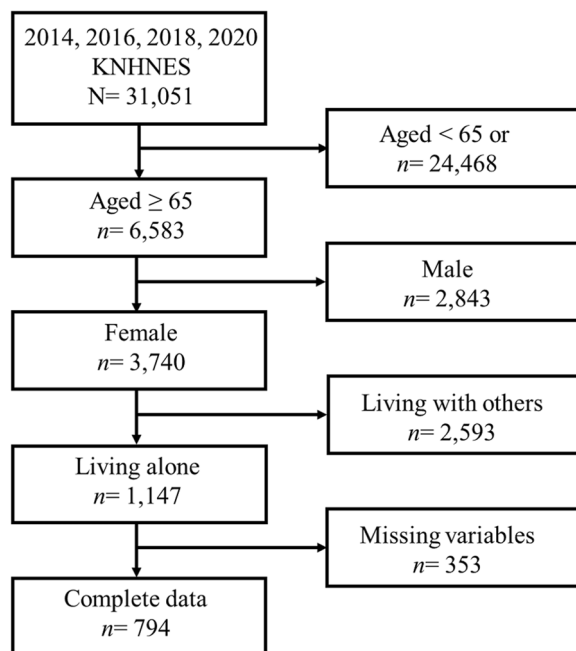 2014, 2016, 2018, 2020
KNHNES
N= 31,051
Aged < 65 or
n= 24,468
Aged ≥ 65
n= 6,583
Male
n= 2,843
Female
n= 3,740
Living with others
n= 2,593
Living alone
n= 1,147
Missing variables
n= 353
Complete data
n= 794